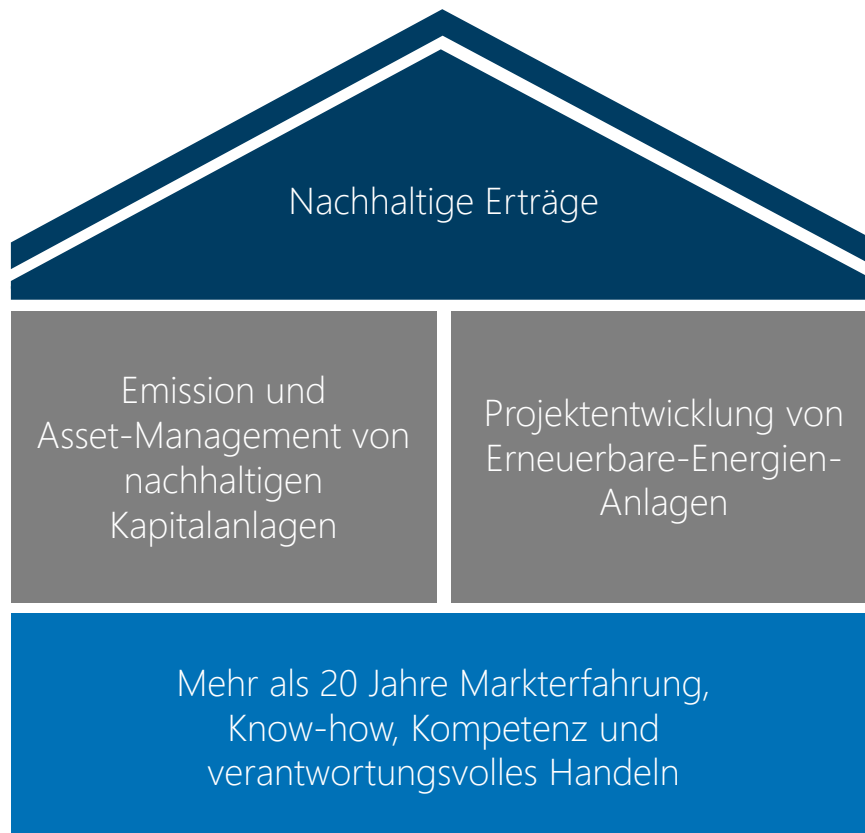 Nachhaltige Erträge
Emission und
Asset-Management von
nachhaltigen
Kapitalanlagen
Projektentwicklung von
Erneuerbare-Energien-
Anlagen
Mehr als 20 Jahre Markterfahrung,
Know-how, Kompetenz und
verantwortungsvolles Handeln